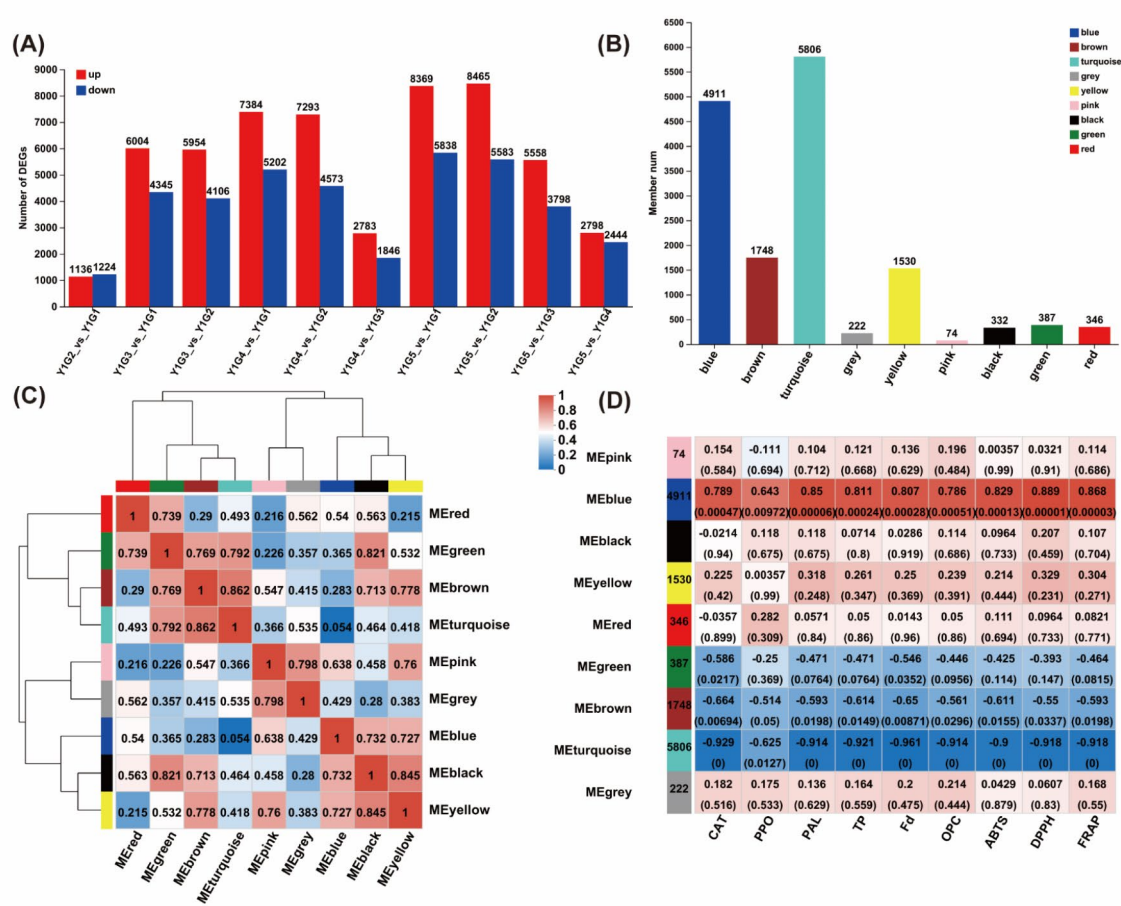 (A)
up
down
9000
8000
7000
6000
5000
4000
3000
2000
1000
0
Number of DEGs
1136 1224
6004 4345
5954 4106
7384 5202
7293 4573
2783 1846
8369 5838
8465 5583
5558 3798
2798 2444
Y1G2_vs_Y1G1
Y1G3_vs_Y1G1
Y1G3_vs_Y1G2
Y1G4_vs_Y1G1
Y1G4_vs_Y1G2
Y1G4_vs_Y1G3
Y1G5_vs_Y1G1
Y1G5_vs_Y1G2
Y1G5_vs_Y1G3
Y1G5_vs_Y1G4
(B)
6500
6000
5500
5000
4500
4000
3500
3000
2500
2000
1500
1000
500
0
Member num
4911
1748
5806
222
1530
74
332
387
346
blue
brown
turquoise
grey
yellow
pink
black
green
red
blue
brown
turquoise
grey
yellow
pink
black
green
red
(C)
1
0.8
0.6
0.4
0.2
0
1 0.739 0.29 0.493 0.216 0.562 0.54 0.563 0.215 MEred
0.739 1 0.769 0.792 0.226 0.357 0.365 0.821 0.532 MEgreen
0.29 0.769 1 0.862 0.547 0.415 0.283 0.713 0.778 MEbrown
0.493 0.792 0.862 1 0.366 0.535 0.054 0.464 0.418 MEturquoise
0.216 0.226 0.547 0.366 1 0.798 0.638 0.458 0.76 MEpink
0.562 0.357 0.415 0.535 0.798 1 0.429 0.28 0.383 MEgrey
0.54 0.365 0.283 0.054 0.638 0.429 1 0.732 0.727 MEblue
0.563 0.821 0.713 0.464 0.458 0.28 0.732 1 0.845 MEblack
0.215 0.532 0.778 0.418 0.76 0.383 0.727 0.845 1 MEyellow
MEred
MEgreen
MEbrown
MEturquoise
MEpink
MEgrey
MEblue
MEblack
MEyellow
(D)
MEpink 74 0.154 -0.111 0.104 0.121 0.136 0.196 0.00357 0.0321 0.114
(0.584) (0.694) (0.712) (0.668) (0.629) (0.484) (0.99) (0.91) (0.686)
MEblue 4911 0.789 0.643 0.85 0.811 0.807 0.786 0.829 0.889 0.868
(0.00047) (0.00972) (0.00006) (0.00024) (0.00028) (0.00051) (0.00013) (0.00001) (0.00003)
MEblack -0.0214 0.118 0.118 0.0714 0.0286 0.114 0.0964 0.207 0.107
(0.94) (0.675) (0.675) (0.8) (0.919) (0.686) (0.733) (0.459) (0.704)
MEyellow 1530 0.225 0.00357 0.318 0.261 0.25 0.239 0.214 0.329 0.304
(0.42) (0.99) (0.248) (0.347) (0.369) (0.391) (0.444) (0.231) (0.271)
MEred 346 -0.0357 0.282 0.0571 0.05 0.0143 0.05 0.111 0.0964 0.0821
(0.899) (0.309) (0.84) (0.86) (0.96) (0.86) (0.694) (0.733) (0.771)
MEgreen 387 -0.586 -0.25 -0.471 -0.471 -0.546 -0.446 -0.425 -0.393 -0.464
(0.0217) (0.369) (0.0764) (0.0764) (0.0352) (0.0956) (0.114) (0.147) (0.0815)
MEbrown 1748 -0.664 -0.514 -0.593 -0.614 -0.65 -0.561 -0.611 -0.55 -0.593
(0.00694) (0.05) (0.0198) (0.0149) (0.00871) (0.0296) (0.0155) (0.0337) (0.0198)
MEturquoise 5806 -0.929 -0.625 -0.914 -0.921 -0.961 -0.914 -0.9 -0.918 -0.918
(0) (0.0127) (0) (0) (0) (0) (0) (0) (0)
MEgrey 222 0.182 0.175 0.136 0.164 0.2 0.214 0.0429 0.0607 0.168
(0.516) (0.533) (0.629) (0.559) (0.475) (0.444) (0.879) (0.83) (0.55)
CAT
PPO
PAL
TP
Fd
OPC
ABTS
DPPH
FRAP